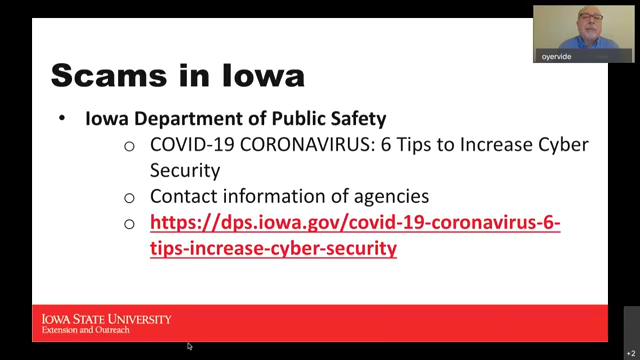 Scams in Iowa
• Iowa Department of Public Safety
o COVID-19 CORONAVIRUS: 6 Tips to Increase Cyber
Security
o Contact information of agencies
o https://dps.iowa.gov/covid-19-coronavirus-6-
tips-increase-cyber-security
IOWA STATE UNIVERSITY
Extension and Outreach
oyervide
+2